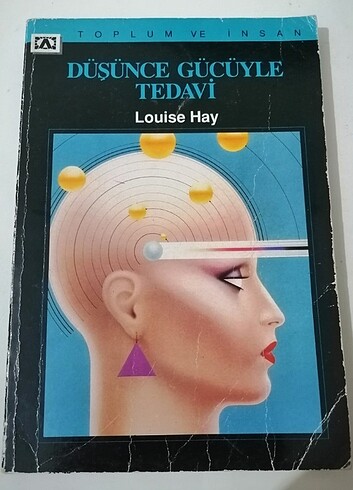 TOPLUM VE İNSAN
DÜŞÜNCE GÜCÜYLE
TEDAVİ
Louise Hay